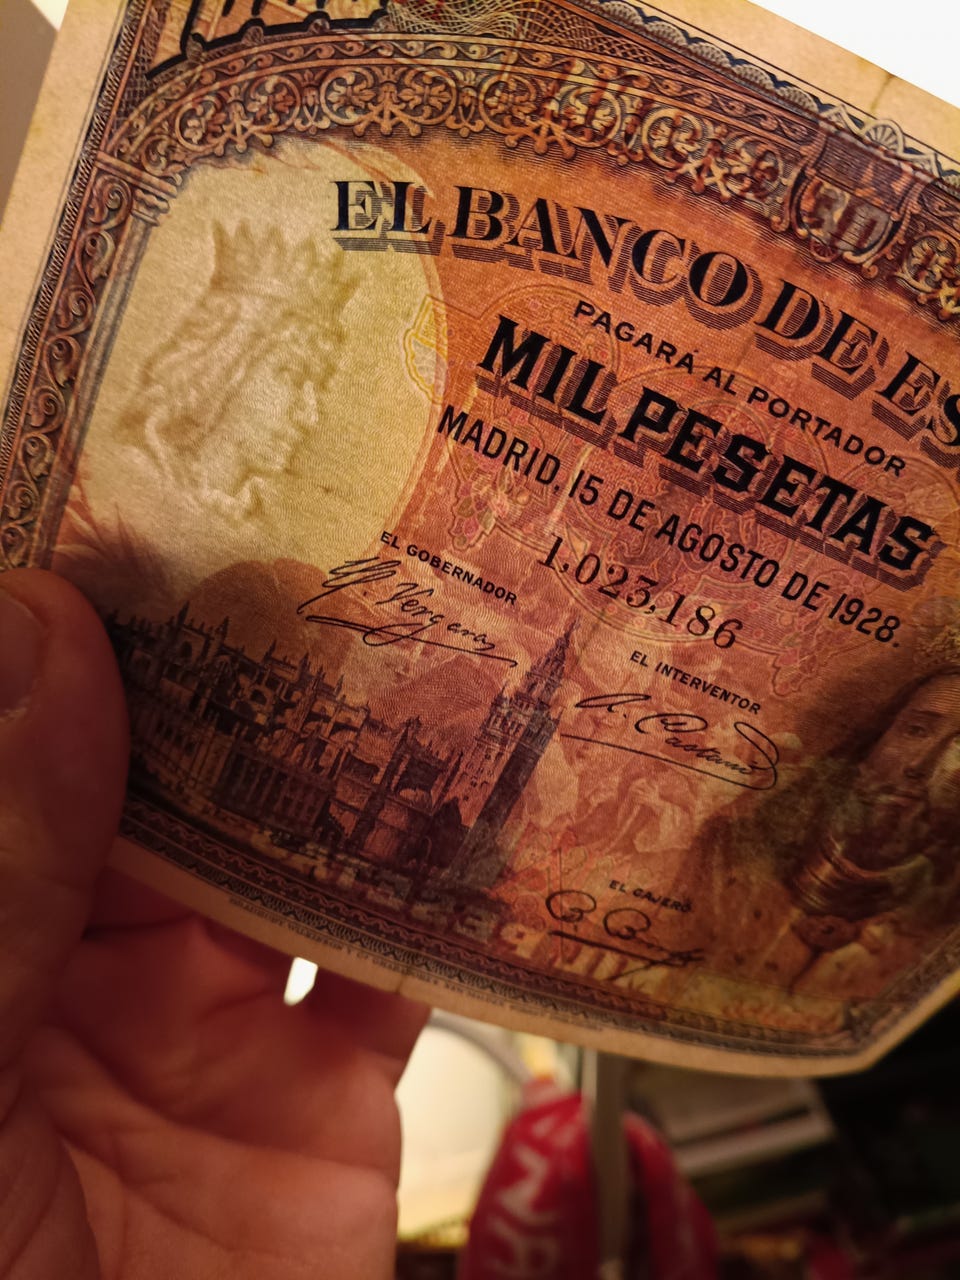 EL BANCO DE ES
PAGARÁ AL PORTADOR
MIL PESETAS
MADRID, 15 DE AGOSTO DE 1928.
1,023,186
EL GOBERNADOR
EL INTERVENTOR
EL CAJERO